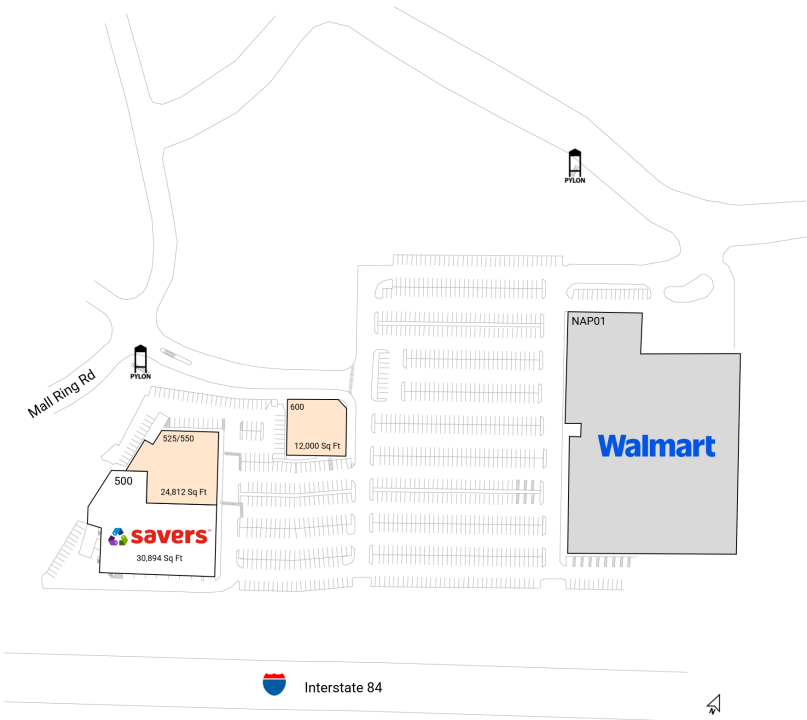 PYLON
NAP01
Walmart
PYLON
Mall Ring Rd
600
12,000 Sq Ft
525/550
24,812 Sq Ft
500
savers
30,894 Sq Ft
Interstate 84
N